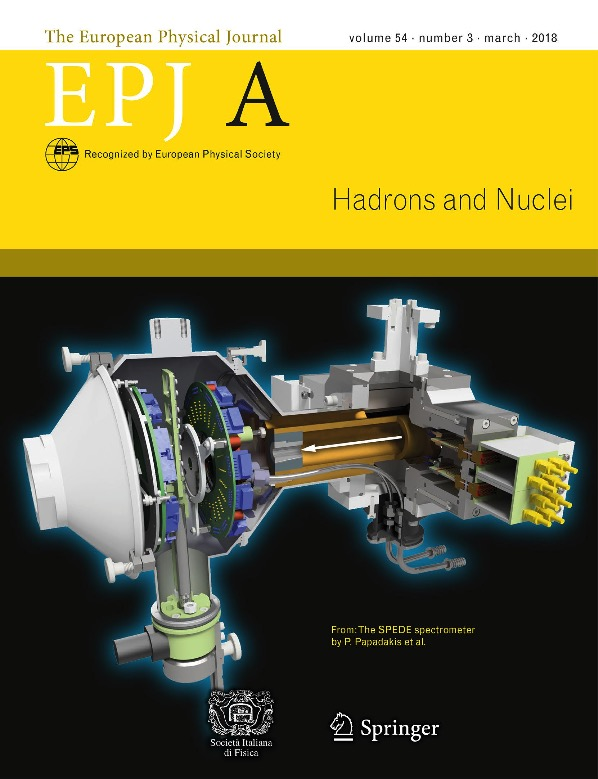 The European Physical Journal
volume 54 · number 3 · march · 2018
EPJ A
EPS
Recognized by European Physical Society
Hadrons and Nuclei
From: The SPEDE spectrometer
by P. Papadakis et al.
Società Italiana
di Fisica
Springer